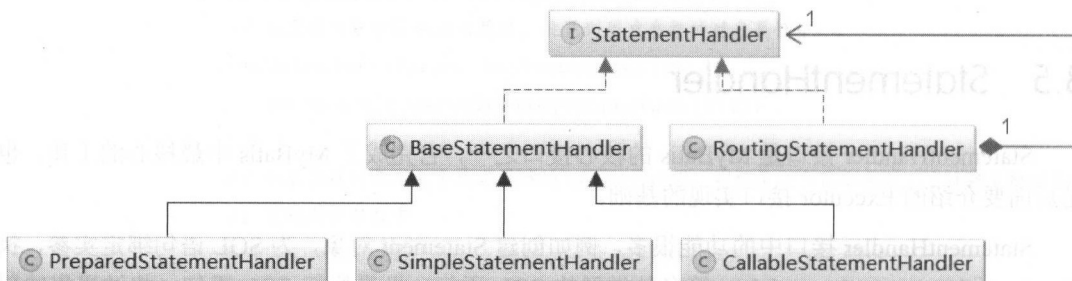 1
I StatementHandler
C BaseStatementHandler
C RoutingStatementHandler
1
C PreparedStatementHandler
C SimpleStatementHandler
C CallableStatementHandler